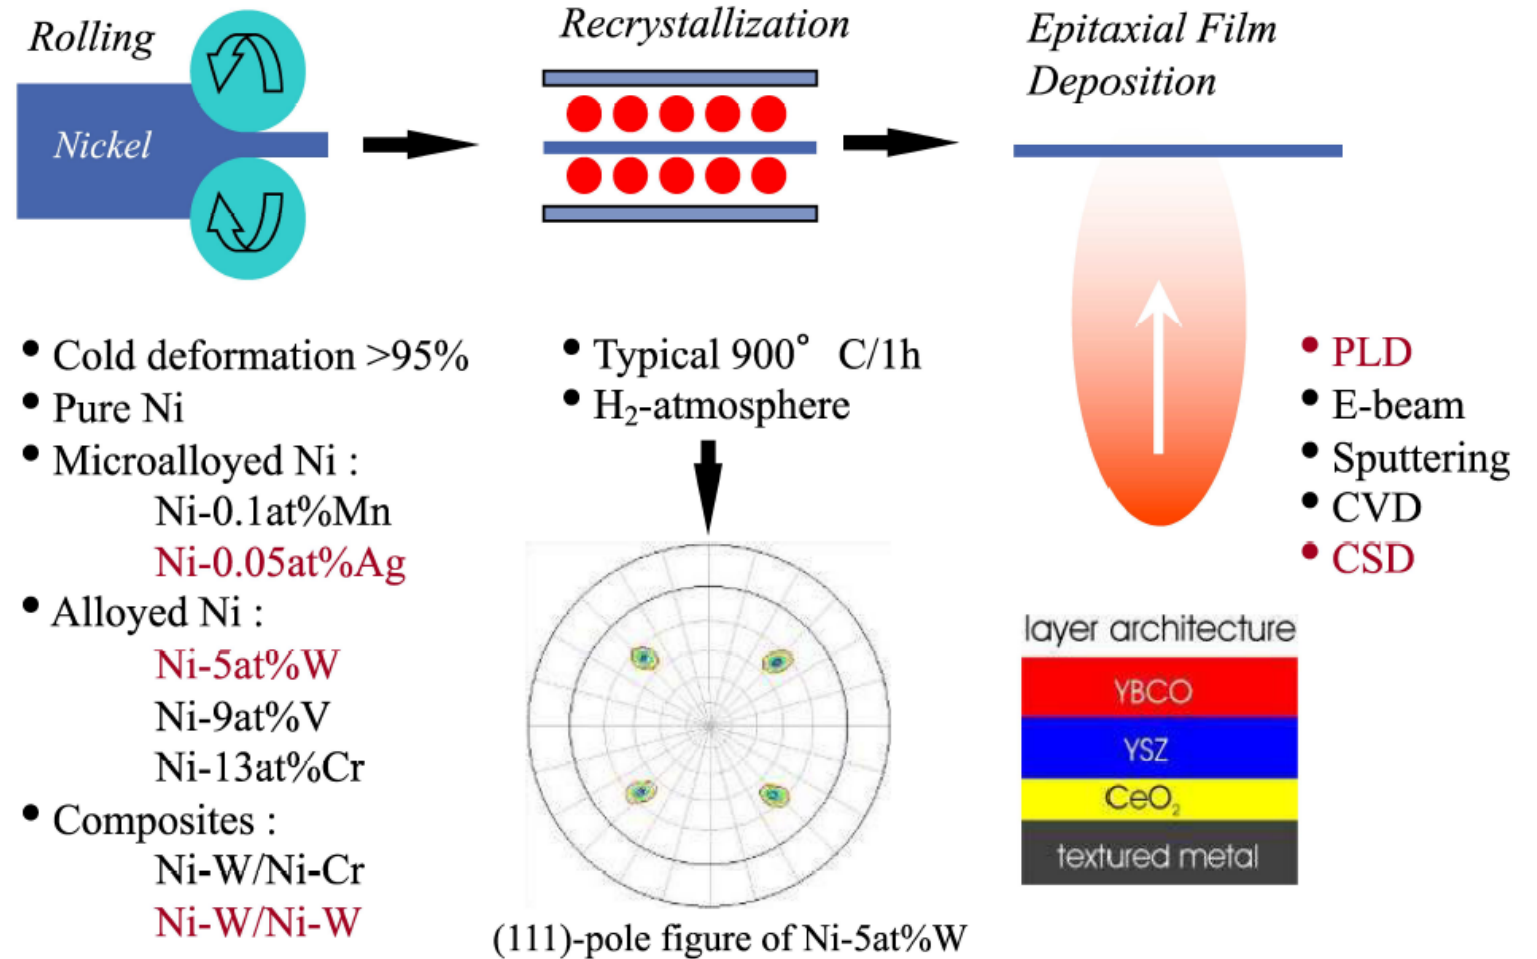 Rolling
Nickel
• Cold deformation >95%
• Pure Ni
• Microalloyed Ni :
Ni-0.1at%Mn
Ni-0.05at%Ag
• Alloyed Ni :
Ni-5at%W
Ni-9at%V
Ni-13at%Cr
• Composites :
Ni-W/Ni-Cr
Ni-W/Ni-W
Recrystallization
• Typical 900° C/1h
• H₂-atmosphere
(111)-pole figure of Ni-5at%W
Epitaxial Film
Deposition
• PLD
• E-beam
• Sputtering
• CVD
• CSD
layer architecture
YBCO
YSZ
CeO₂
textured metal